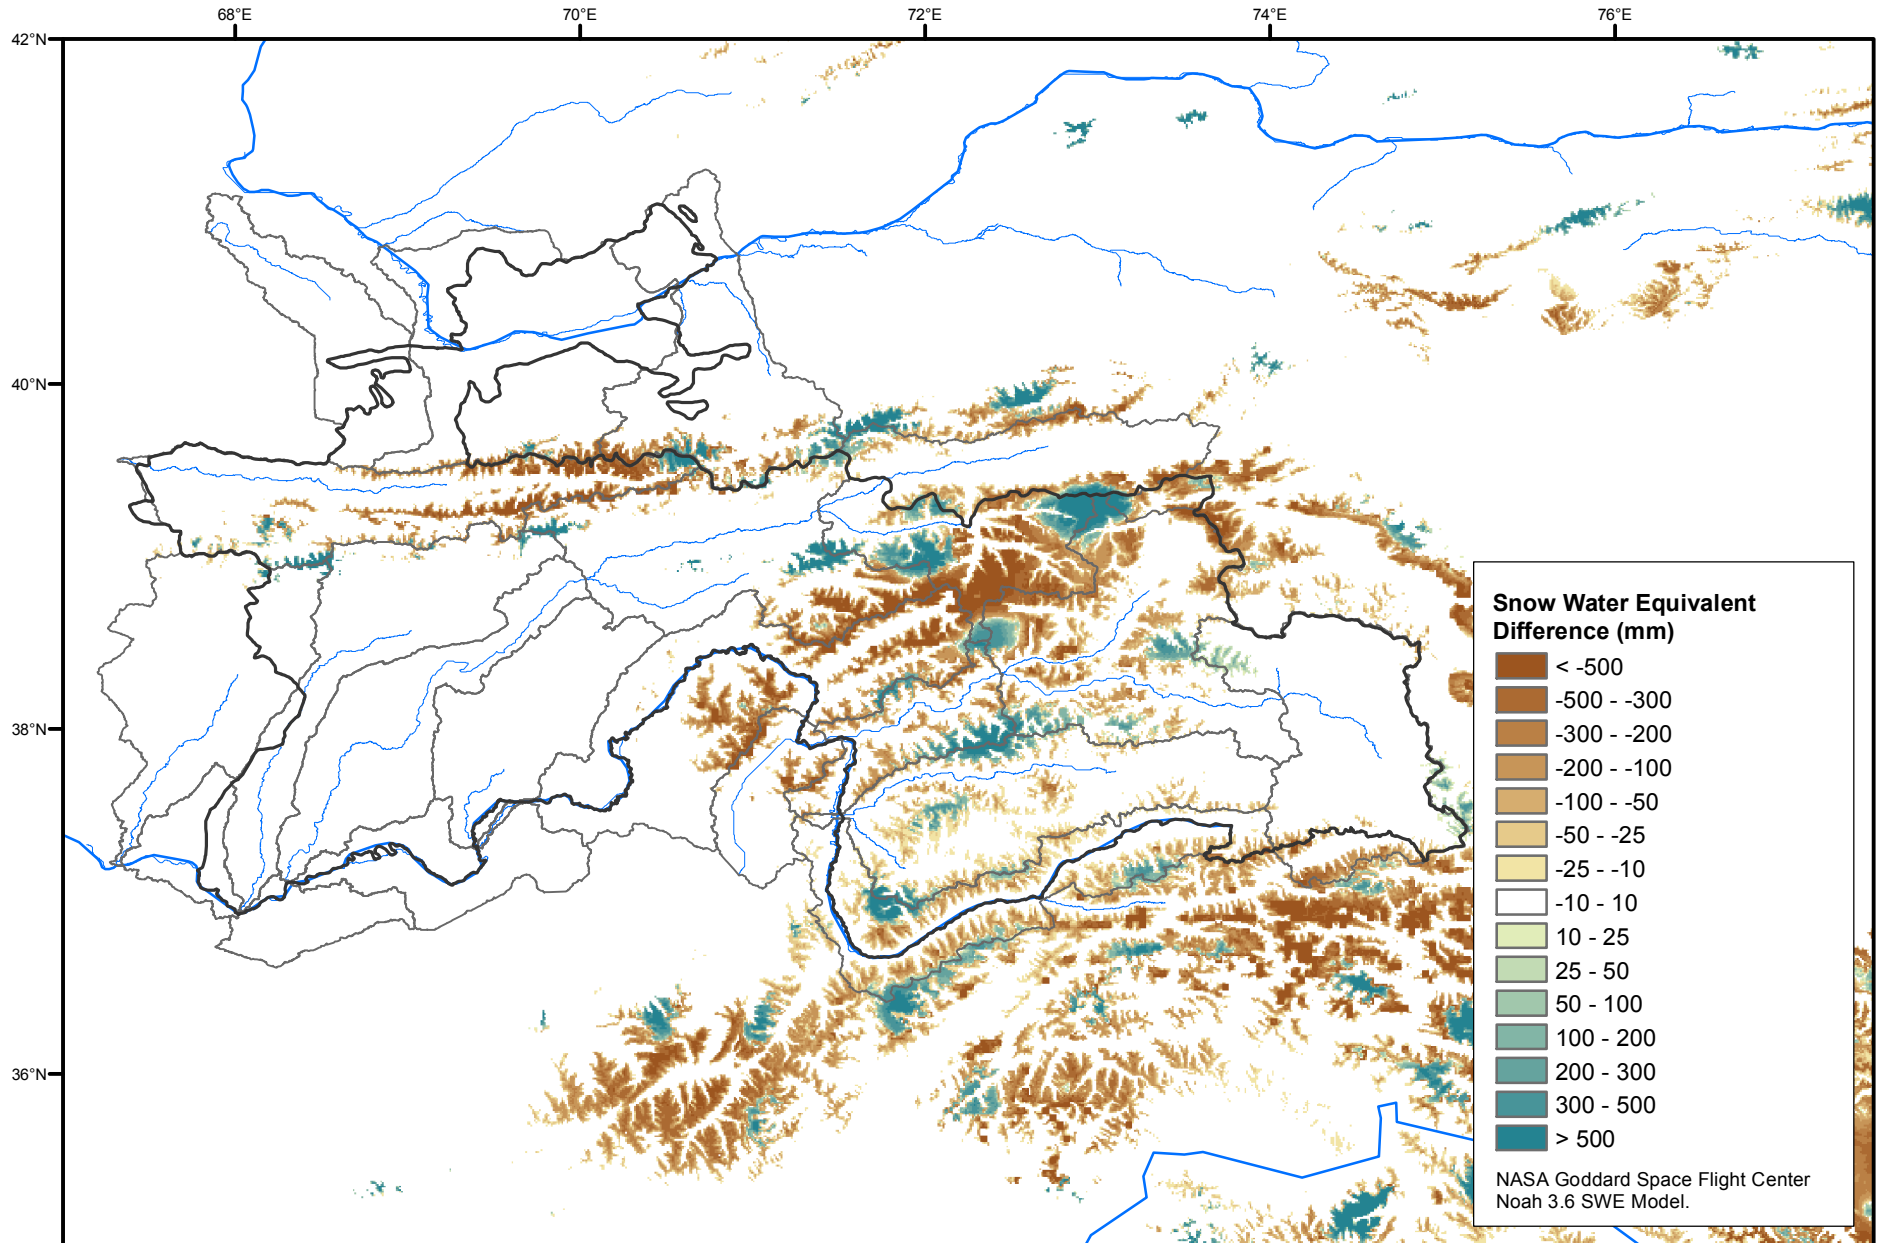 68°E 70°E 72°E 74°E 76°E
42°N
40°N
38°N
36°N
Snow Water Equivalent
Difference (mm)
< -500
-500 - -300
-300 - -200
-200 - -100
-100 - -50
-50 - -25
-25 - -10
-10 - 10
10 - 25
25 - 50
50 - 100
100 - 200
200 - 300
300 - 500
> 500
NASA Goddard Space Flight Center
Noah 3.6 SWE Model.